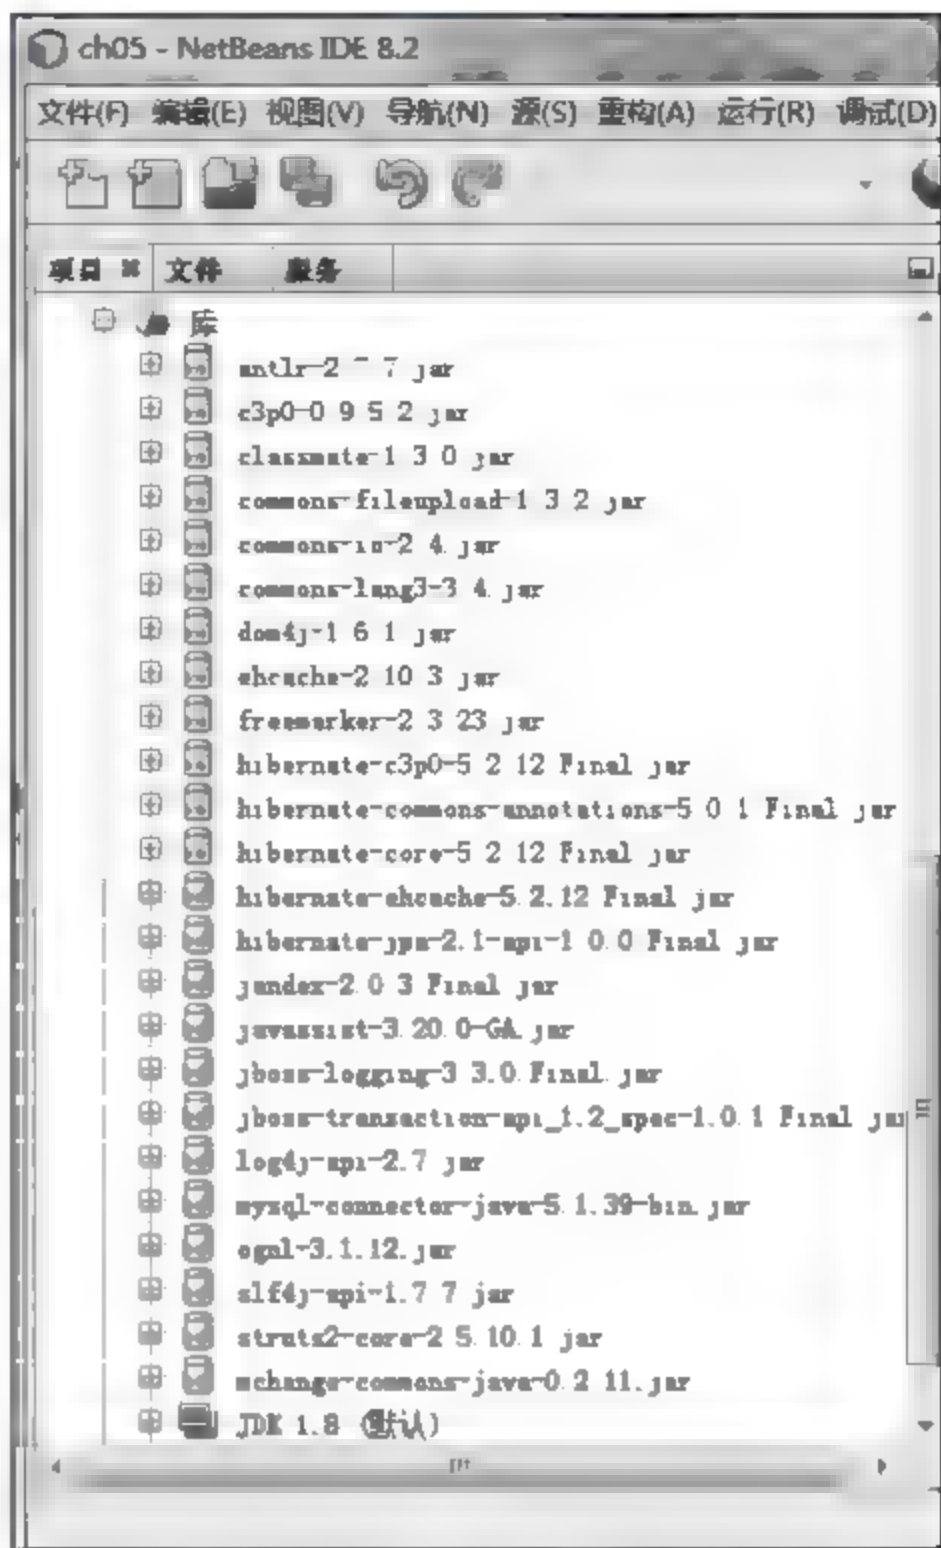 ch05 - NetBeans IDE 8.2
文件(F) 编辑(E) 视图(V) 导航(N) 源(S) 重构(A) 运行(R) 调试(D)
项目 文件 服务
库
antlr-2.7.7.jar
c3p0-0.9.5.2.jar
classmate-1.3.0.jar
commons-fileupload-1.3.2.jar
commons-io-2.4.jar
commons-lang3-3.4.jar
dom4j-1.6.1.jar
ehcache-2.10.3.jar
freemarker-2.3.23.jar
hibernate-c3p0-5.2.12.Final.jar
hibernate-commons-annotations-5.0.1.Final.jar
hibernate-core-5.2.12.Final.jar
hibernate-ehcache-5.2.12.Final.jar
hibernate-jpa-2.1-api-1.0.0.Final.jar
jandex-2.0.3.Final.jar
javassist-3.20.0-GA.jar
jboss-logging-3.3.0.Final.jar
jboss-transaction-api_1.2_spec-1.0.1.Final.jar
log4j-api-2.7.jar
mysql-connector-java-5.1.39-bin.jar
ognl-3.1.12.jar
slf4j-api-1.7.7.jar
struts2-core-2.5.10.1.jar
mchange-commons-java-0.2.11.jar
JDK 1.8 (默认)